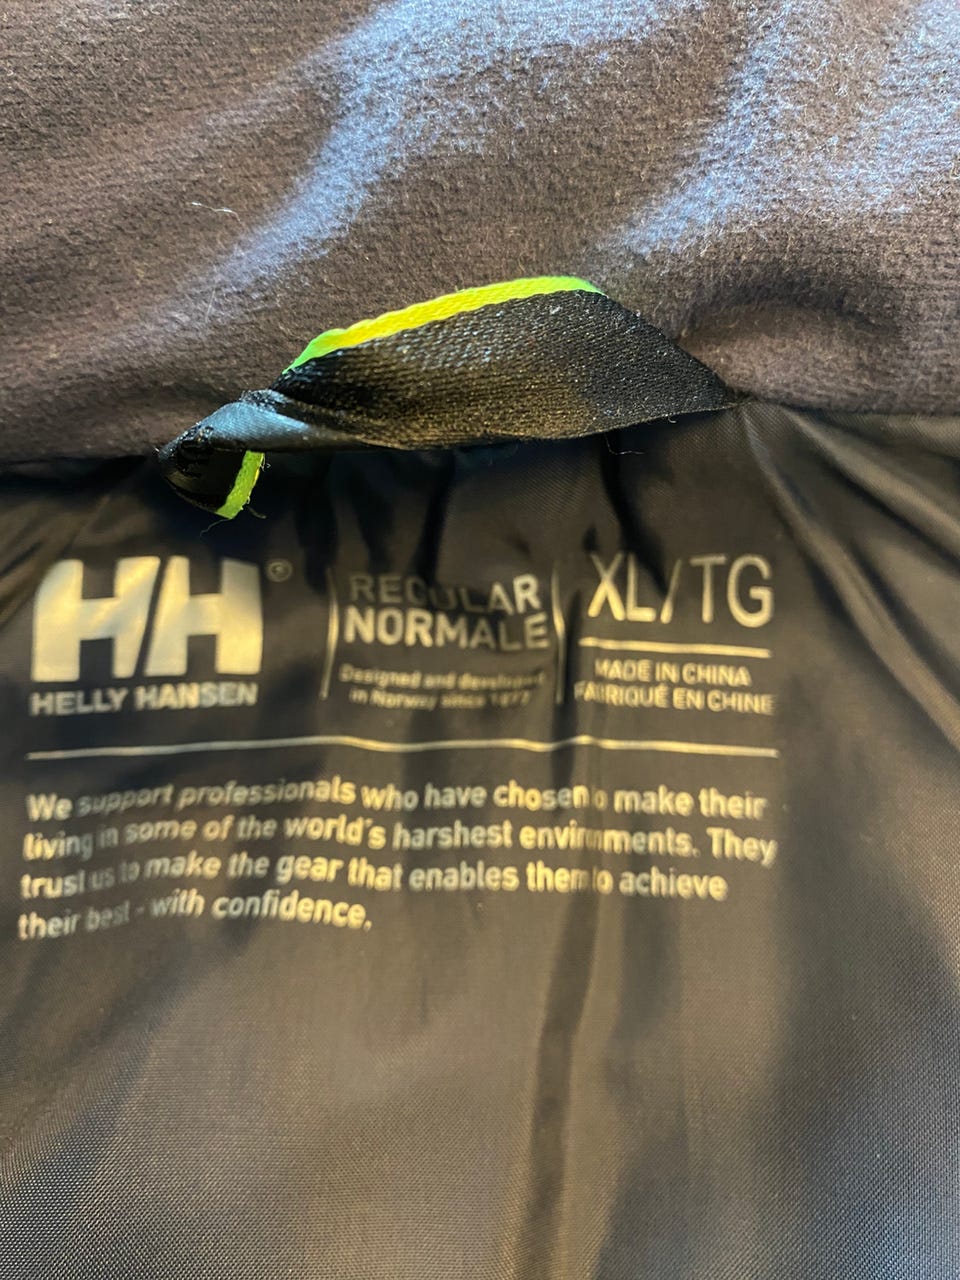 HH®
HELLY HANSEN
REGULAR
NORMALE
Designed and developed
in Norway since 1877
XL/TG
MADE IN CHINA
FABRIQUÉ EN CHINE
We support professionals who have chosen to make their
living in some of the world's harshest environments. They
trust us to make the gear that enables them to achieve
their best - with confidence.